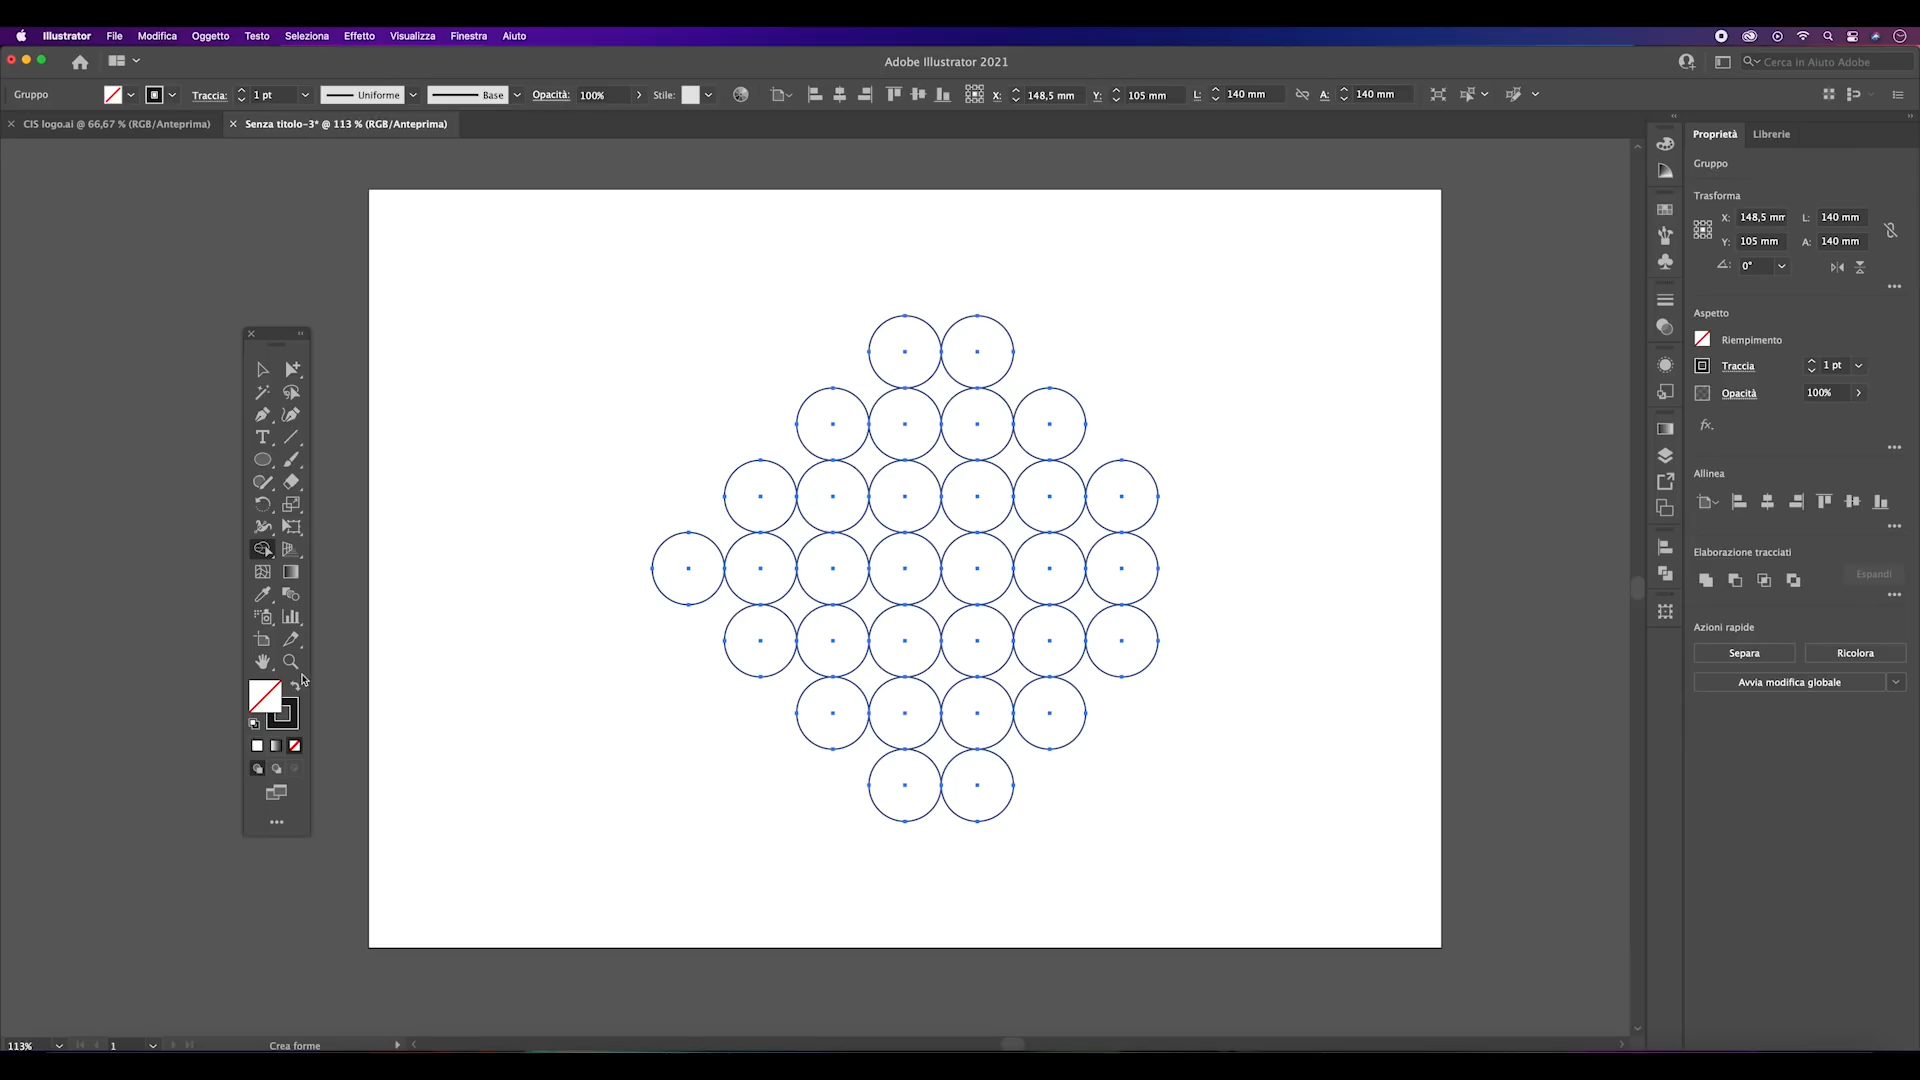 Illustrator File Modifica Oggetto Testo Seleziona Effetto Visualizza Finestra Aiuto
Adobe Illustrator 2021
Cerca in Aiuto Adobe
Gruppo Traccia: 1 pt Uniforme Base Opacità: 100% Stile: X: 148,5 mm Y: 105 mm L: 140 mm A: 140 mm
CIS logo.ai @ 66,67 % (RGB/Anteprima) Senza titolo-3* @ 113 % (RGB/Anteprima)
Proprietà Librerie
Gruppo
Trasforma
X: 148,5 mm L: 140 mm
Y: 105 mm A: 140 mm
0°
Aspetto
Riempimento
Traccia 1 pt
Opacità 100%
fx.
Allinea
Elaborazione tracciati
Espandi
Azioni rapide
Separa Ricolora
Avvia modifica globale
113% 1 Crea forme